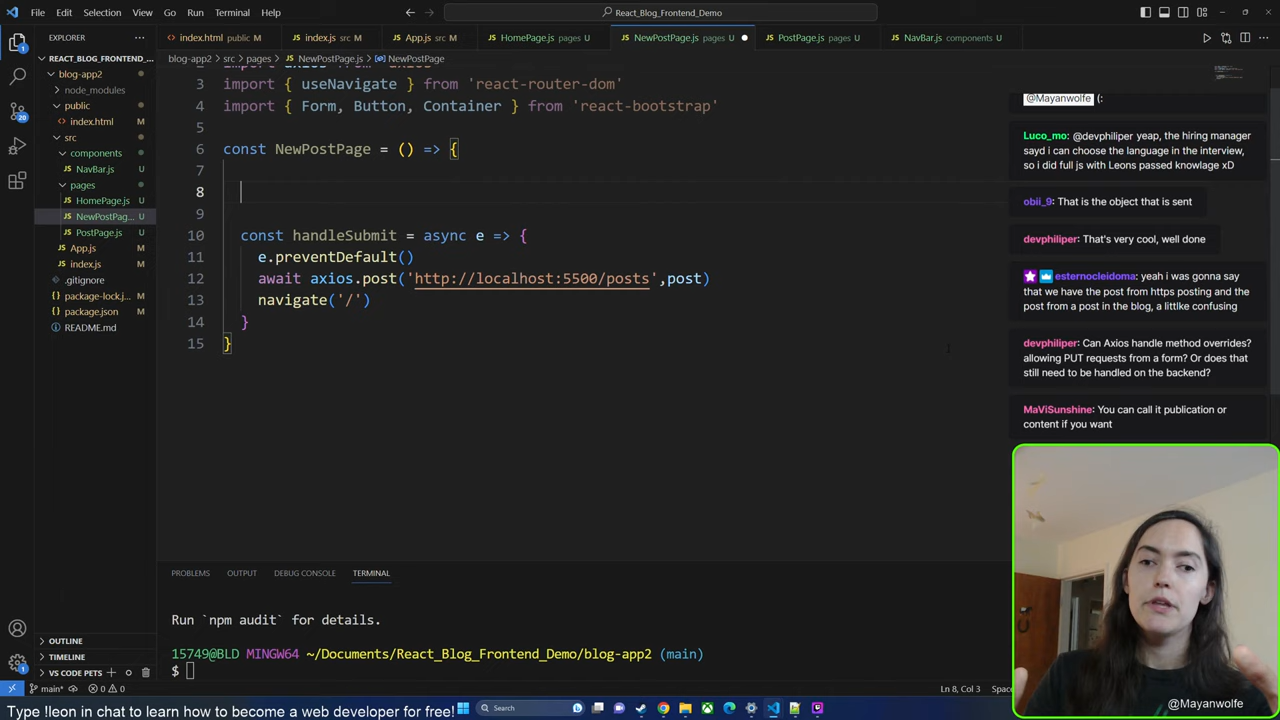 File Edit Selection View Go Run Terminal Help
React_Blog_Frontend_Demo
EXPLORER
index.html public M
index.js src M
App.js src M
HomePage.js pages U
NewPostPage.js pages U
PostPage.js pages U
NavBar.js components U
REACT_BLOG_FRONTEND_...
blog-app2 > src > pages > NewPostPage.js > NewPostPage
blog-app2
node_modules
public
index.html U
src
components
NavBar.js U
pages
HomePage.js U
NewPostPag... U
PostPage.js U
App.js U
index.js U
.gitignore U
package-lock.j... U
package.json U
README.md U
3 import { useNavigate } from 'react-router-dom'
4 import { Form, Button, Container } from 'react-bootstrap'
5
6 const NewPostPage = () => {
7
8
9
10 const handleSubmit = async e => {
11 e.preventDefault()
12 await axios.post('http://localhost:5500/posts',post)
13 navigate('/')
14 }
15 }
@Mayanwolfe (:
Luco_mo: @devphiliper yeap, the hiring manager
sayd i can choose the language in the interview,
so i did full js with Leons passed knowlage xD
obii_9: That is the object that is sent
devphiliper: That's very cool, well done
esternocleidoma: yeah i was gonna say
that we have the post from https posting and the
post from a post in the blog, a littke confusing
devphiliper: Can Axios handle method overrides?
allowing PUT requests from a form? Or does that
still need to be handled on the backend?
MaViSunshine: You can call it publication or
content if you want
PROBLEMS OUTPUT DEBUG CONSOLE TERMINAL
Run `npm audit` for details.
15749@BLD MINGW64 ~/Documents/React_Blog_Frontend_Demo/blog-app2 (main)
$
OUTLINE
TIMELINE
VS CODE PETS
main* 0 0
Ln 8, Col 3
Type !leon in chat to learn how to become a web developer for free!
Search
@Mayanwolfe